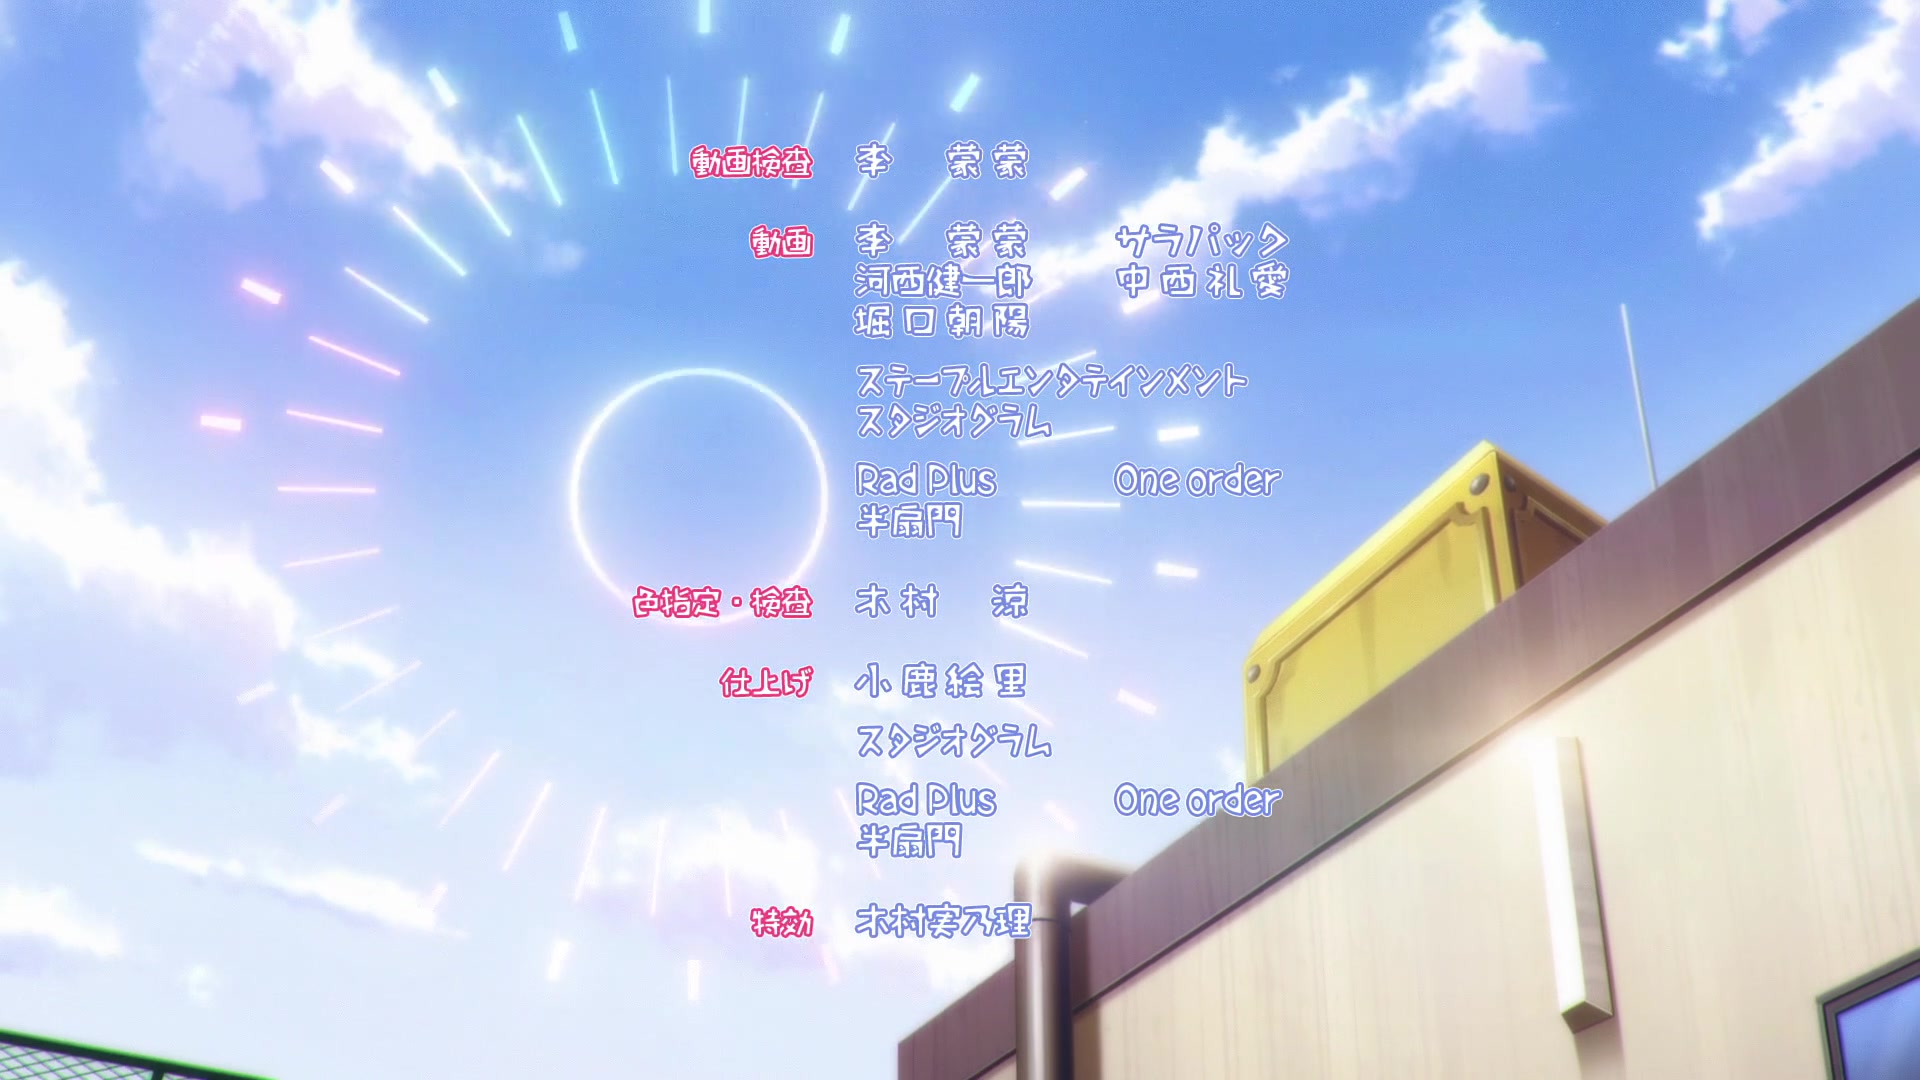 動画検査 李 蒙蒙
動画 李 蒙蒙 サラパック
河西健一郎 中西礼愛
堀口朝陽
ステープルエンタテインメント
スタジオグラム
Rad Plus One order
半扇門
色指定・検査 木村 涼
仕上げ 小鹿絵里
スタジオグラム
Rad Plus One order
半扇門
特効 木村実乃理